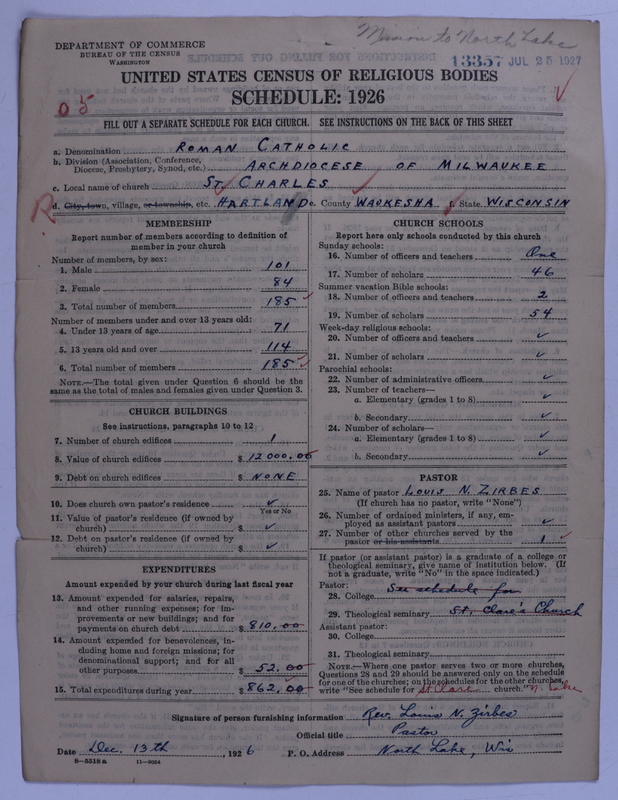 Mission to North Lake
DEPARTMENT OF COMMERCE
BUREAU OF THE CENSUS
WASHINGTON
13357 JUL 25 1927
UNITED STATES CENSUS OF RELIGIOUS BODIES
SCHEDULE: 1926
05
FILL OUT A SEPARATE SCHEDULE FOR EACH CHURCH. SEE INSTRUCTIONS ON THE BACK OF THIS SHEET
a. Denomination ROMAN CATHOLIC
b. Division (Association, Conference, Diocese, Presbytery, Synod, etc.) ARCHDIOCESE OF MILWAUKEE
c. Local name of church ST. CHARLES
R d. City, town, village, or township, etc. HARTLAND e. County WAUKESHA f. State WISCONSIN
MEMBERSHIP
Report number of members according to definition of
member in your church
Number of members, by sex:
1. Male 101
2. Female 84
3. Total number of members 185
Number of members under and over 13 years old:
4. Under 13 years of age 71
5. 13 years old and over 114
6. Total number of members 185
NOTE.—The total given under Question 6 should be
same as the total of males and females given under Question 3.
CHURCH BUILDINGS
See instructions, paragraphs 10 to 12
7. Number of church edifices 1
8. Value of church edifices $ 12000.00
9. Debt on church edifices $ NONE
10. Does church own pastor's residence ✓
Yes or No
11. Value of pastor's residence (if owned by
church) $ ✓
12. Debt on pastor's residence (if owned by
church) $ ✓
EXPENDITURES
Amount expended by your church during last fiscal year
13. Amount expended for salaries, repairs,
and other running expenses; for im-
provements or new buildings; and for
payments on church debt $ 810.00
14. Amount expended for benevolences, in-
cluding home and foreign missions; for
denominational support; and for all
other purposes $ 52.00
15. Total expenditures during year $ 862.00
CHURCH SCHOOLS
Report here only schools conducted by this church
Sunday schools:
16. Number of officers and teachers One
17. Number of scholars 46
Summer vacation Bible schools:
18. Number of officers and teachers 2
19. Number of scholars 54
Week-day religious schools:
20. Number of officers and teachers ✓
21. Number of scholars ✓
Parochial schools:
22. Number of administrative officers ✓
23. Number of teachers—
a. Elementary (grades 1 to 8) ✓
b. Secondary ✓
24. Number of scholars—
a. Elementary (grades 1 to 8) ✓
b. Secondary ✓
PASTOR
25. Name of pastor LOUIS N. ZIRBES
(If church has no pastor, write "None")
26. Number of ordained ministers, if any, em-
ployed as assistant pastors ✓
27. Number of other churches served by the
pastor or his assistants 1
If pastor (or assistant pastor) is a graduate of a college or
theological seminary, give name of institution below. (If
not a graduate, write "No" in the space indicated.)
Pastor:
28. College See schedule for
29. Theological seminary St. Clare's Church
Assistant pastor:
30. College
31. Theological seminary
NOTE.—Where one pastor serves two or more churches,
Questions 28 and 29 should be answered only on the schedule
for one of the churches; on the schedules for the other churches,
write "See schedule for St Clare church." N. Lake
Signature of person furnishing information Rev. Louis N. Zirbes
Official title Pastor
Date Dec. 13th, 1926 P. O. Address North Lake, Wis
8—5518a 11—9024